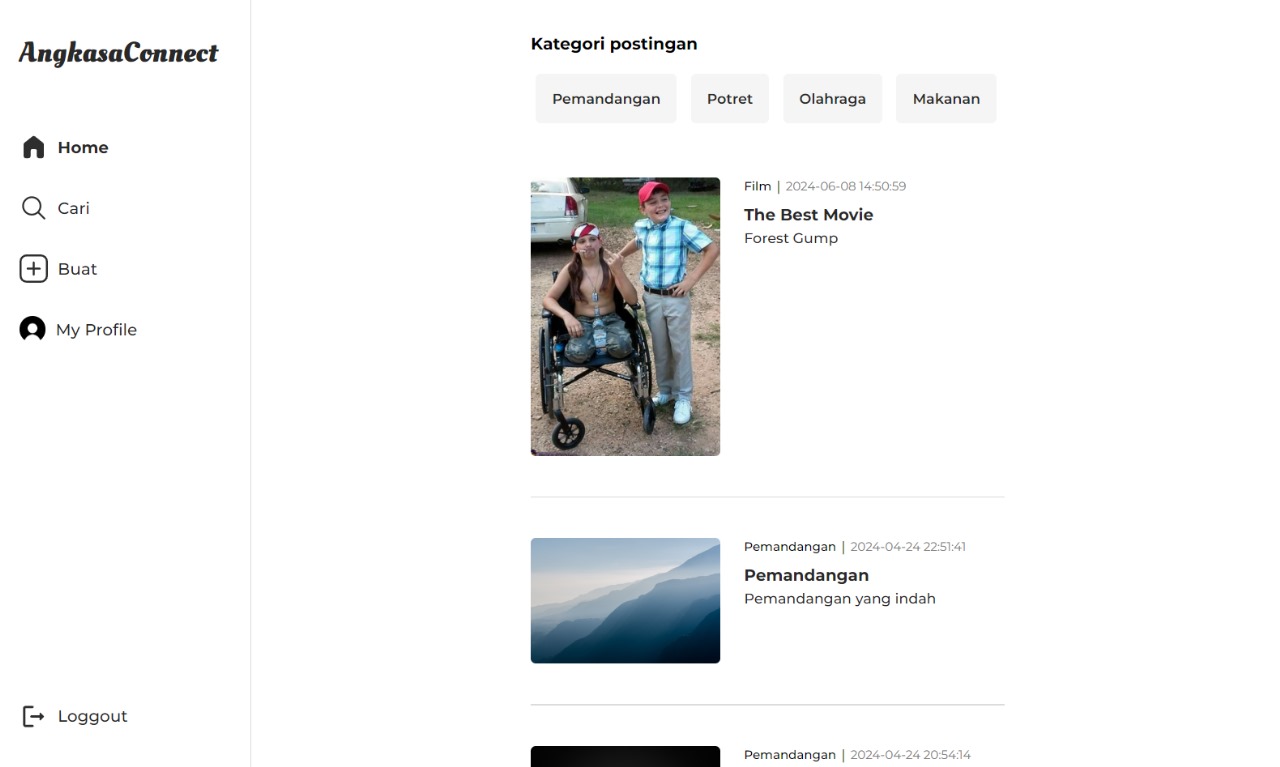 AngkasaConnect
Home
Cari
Buat
My Profile
Loggout
Kategori postingan
Pemandangan
Potret
Olahraga
Makanan
Film | 2024-06-08 14:50:59
The Best Movie
Forest Gump
Pemandangan | 2024-04-24 22:51:41
Pemandangan
Pemandangan yang indah
Pemandangan | 2024-04-24 20:54:14